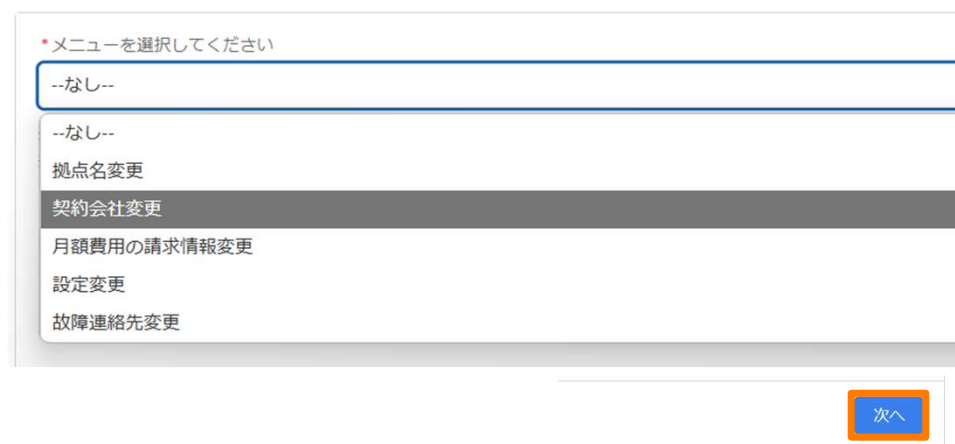 *メニューを選択してください
--なし--
--なし--
拠点名変更
契約会社変更
月額費用の請求情報変更
設定変更
故障連絡先変更
次へ